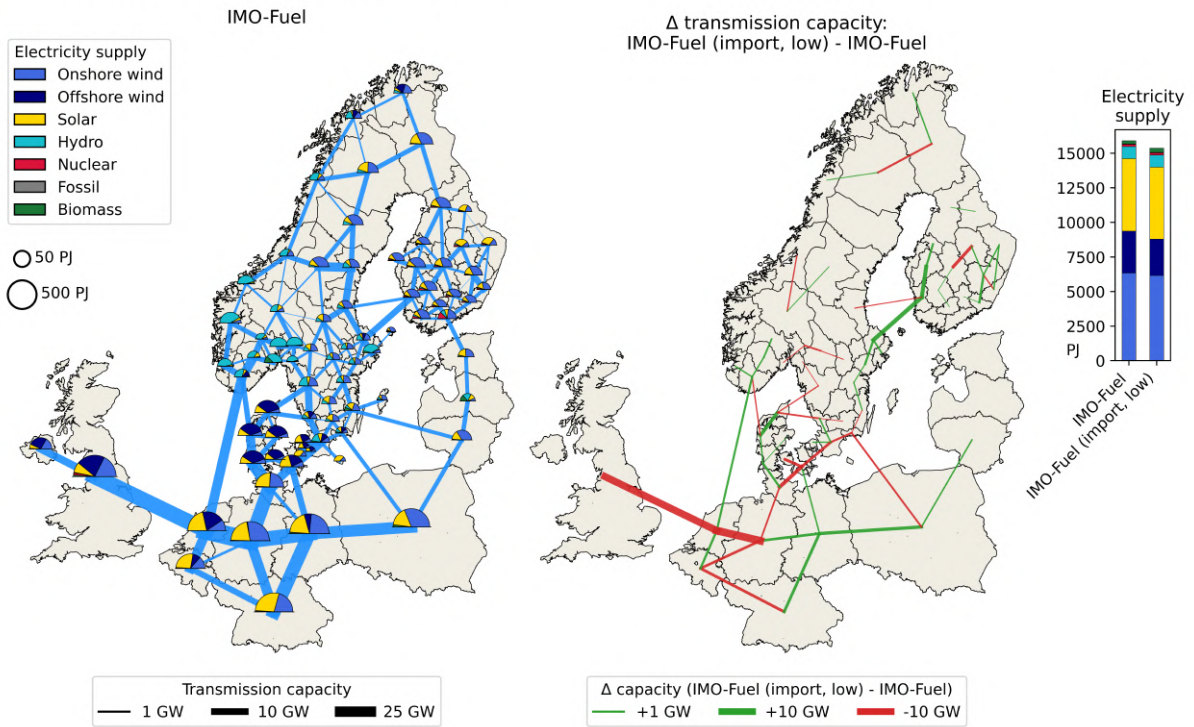 IMO-Fuel
Electricity supply
Onshore wind
Offshore wind
Solar
Hydro
Nuclear
Fossil
Biomass
50 PJ
500 PJ
Transmission capacity
1 GW
10 GW
25 GW
Δ transmission capacity:
IMO-Fuel (import, low) - IMO-Fuel
Δ capacity (IMO-Fuel (import, low) - IMO-Fuel)
+1 GW
+10 GW
-10 GW
Electricity
supply
15000
12500
10000
7500
5000
2500
PJ
0
IMO-Fuel
IMO-Fuel (import, low)